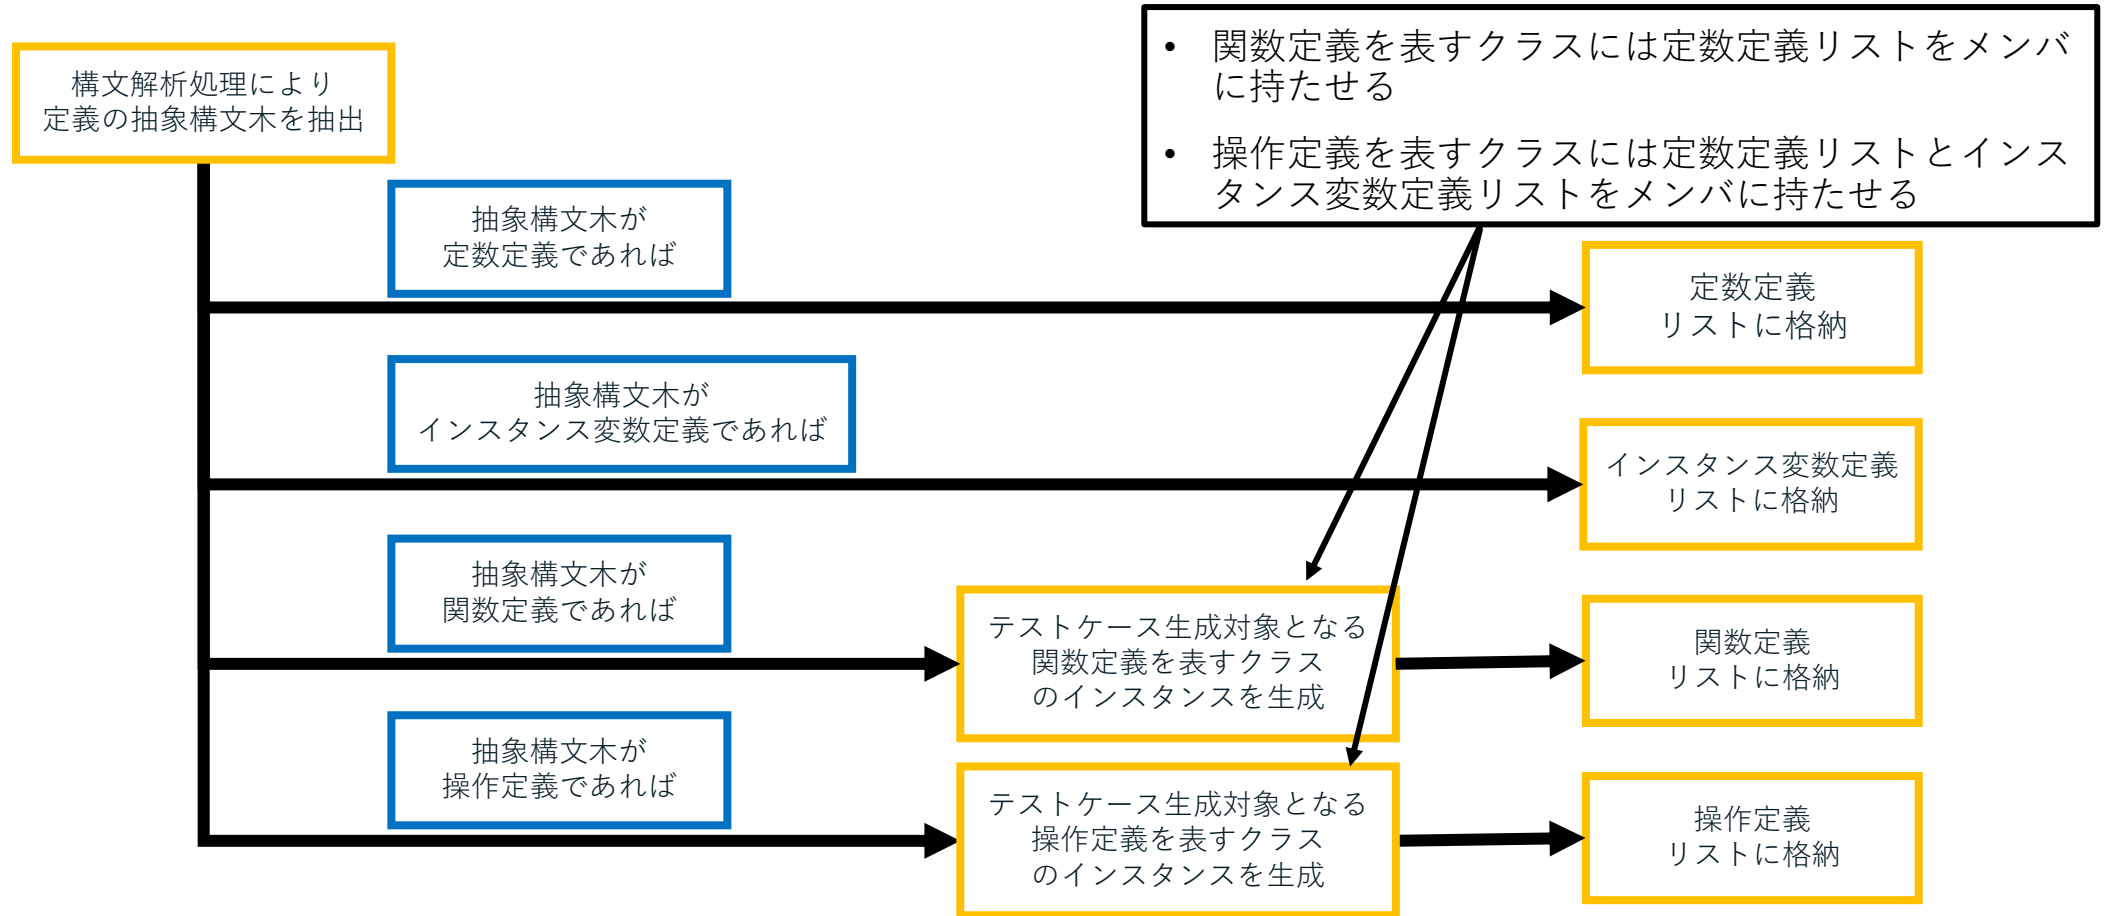 構文解析処理により
定義の抽象構文木を抽出
• 関数定義を表すクラスには定数定義リストをメンバ
に持たせる
• 操作定義を表すクラスには定数定義リストとインス
タンス変数定義リストをメンバに持たせる
抽象構文木が
定数定義であれば
定数定義
リストに格納
抽象構文木が
インスタンス変数定義であれば
インスタンス変数定義
リストに格納
抽象構文木が
関数定義であれば
テストケース生成対象となる
関数定義を表すクラス
のインスタンスを生成
関数定義
リストに格納
抽象構文木が
操作定義であれば
テストケース生成対象となる
操作定義を表すクラス
のインスタンスを生成
操作定義
リストに格納